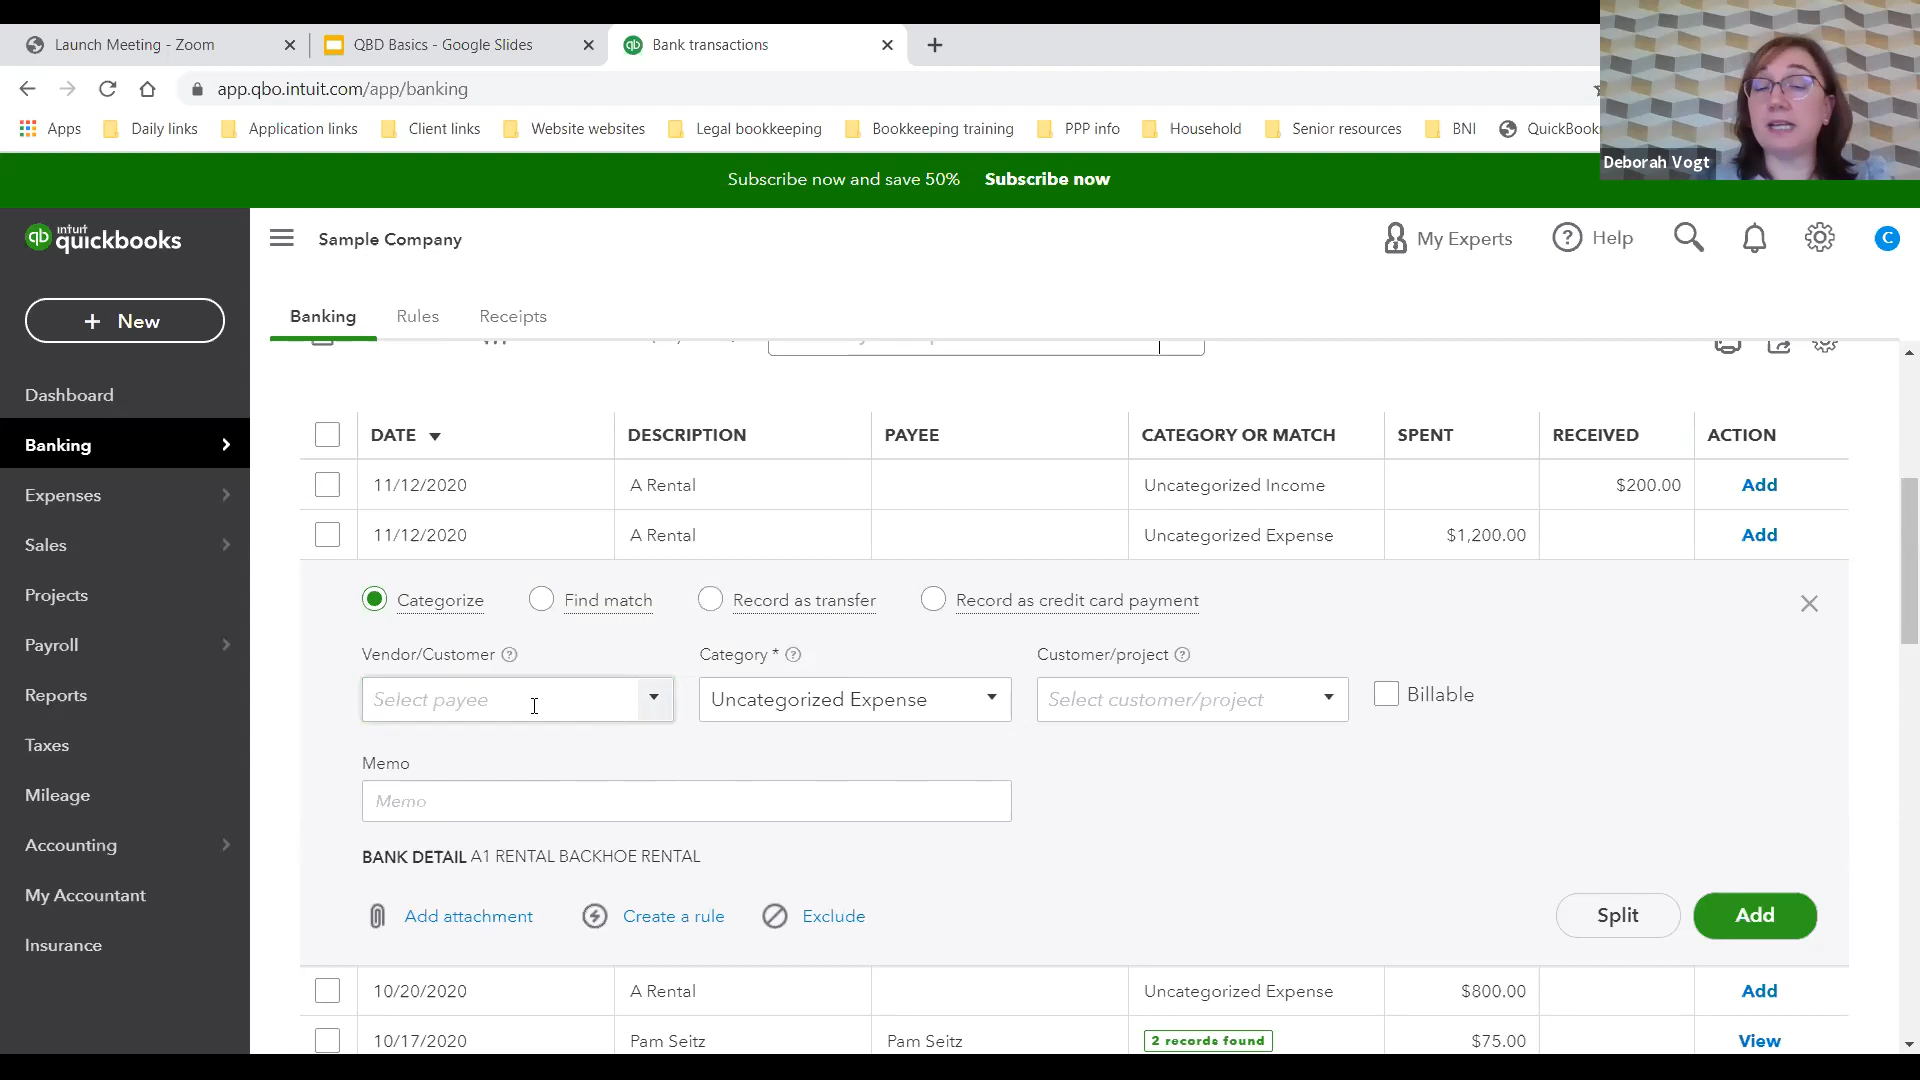 Launch Meeting - Zoom
QBD Basics - Google Slides
Bank transactions
app.qbo.intuit.com/app/banking
Apps
Daily links
Application links
Client links
Website websites
Legal bookkeeping
Bookkeeping training
PPP info
Household
Senior resources
BNI
Deborah Vogt
Subscribe now and save 50% Subscribe now
intuit
quickbooks
Sample Company
My Experts
Help
C
+ New
Banking
Rules
Receipts
Dashboard
Banking
Expenses
Sales
Projects
Payroll
Reports
Taxes
Mileage
Accounting
My Accountant
Insurance
DATE DESCRIPTION PAYEE CATEGORY OR MATCH SPENT RECEIVED ACTION
11/12/2020 A Rental Uncategorized Income $200.00 Add
11/12/2020 A Rental Uncategorized Expense $1,200.00 Add
Categorize Find match Record as transfer Record as credit card payment
Vendor/Customer Category * Customer/project
Select payee Uncategorized Expense Select customer/project Billable
Memo
Memo
BANK DETAIL A1 RENTAL BACKHOE RENTAL
Add attachment Create a rule Exclude Split Add
10/20/2020 A Rental Uncategorized Expense $800.00 Add
10/17/2020 Pam Seitz Pam Seitz 2 records found $75.00 View